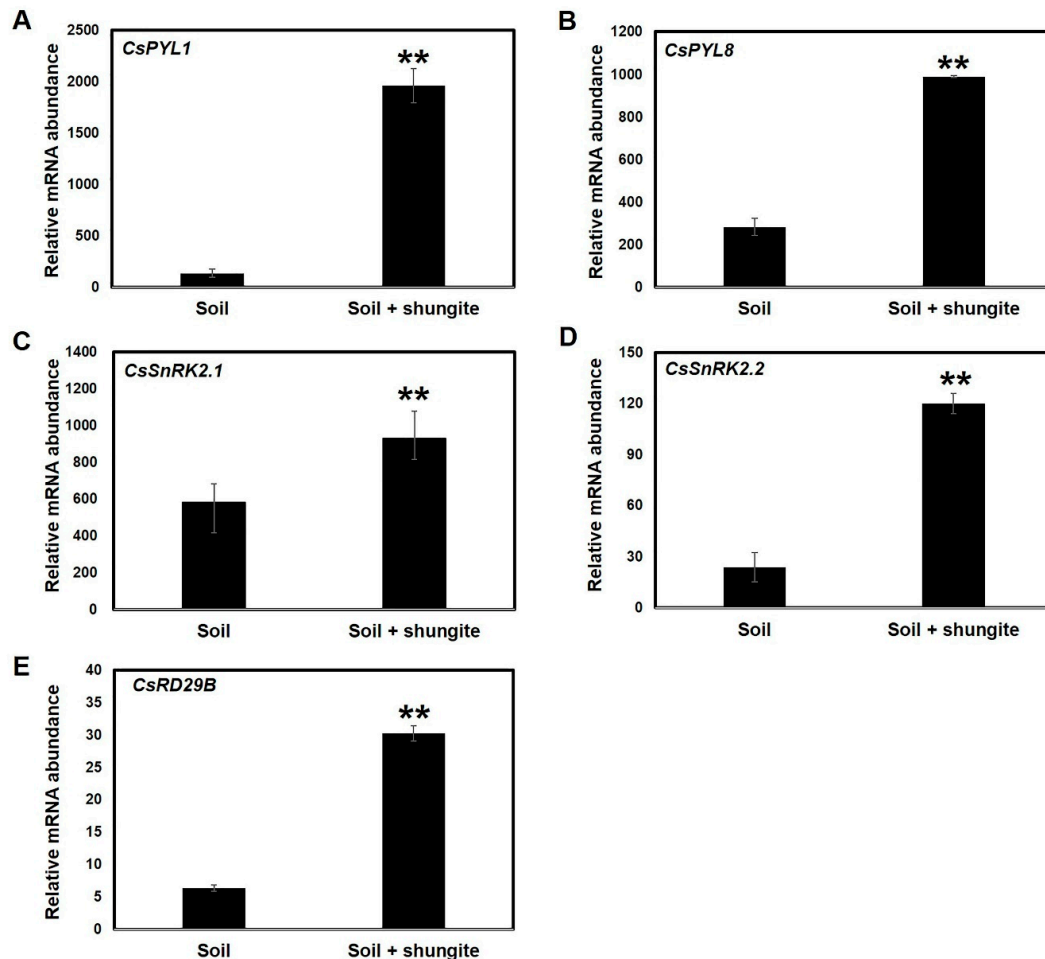 A
CsPYL1
Relative mRNA abundance
2500
2000
1500
1000
500
0
**
Soil
Soil + shungite
B
CsPYL8
Relative mRNA abundance
1200
1000
800
600
400
200
0
**
Soil
Soil + shungite
C
CsSnRK2.1
Relative mRNA abundance
1400
1200
1000
800
600
400
200
0
**
Soil
Soil + shungite
D
CsSnRK2.2
Relative mRNA abundance
150
120
90
60
30
0
**
Soil
Soil + shungite
E
CsRD29B
Relative mRNA abundance
40
35
30
25
20
15
10
5
0
**
Soil
Soil + shungite